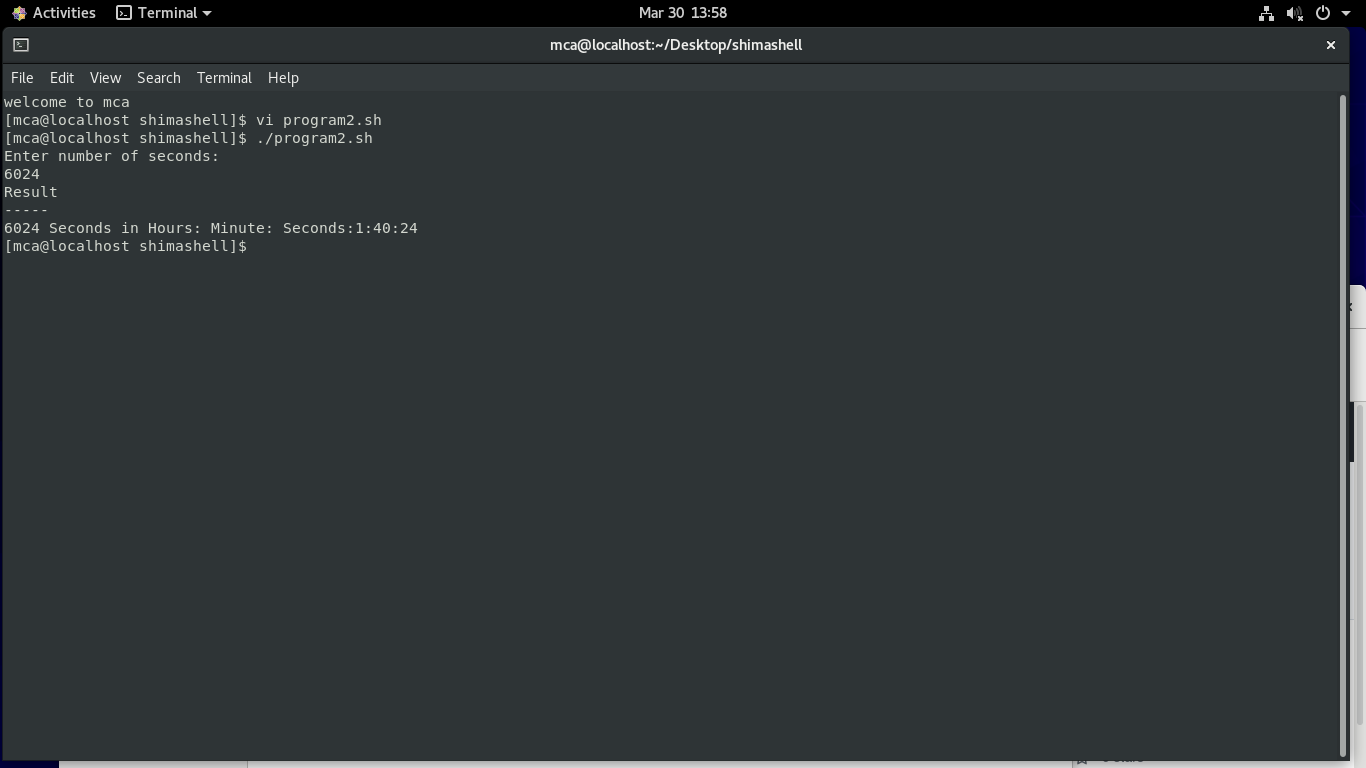 Activities Terminal Mar 30 13:58
mca@localhost:~/Desktop/shimashell
File Edit View Search Terminal Help
welcome to mca
[mca@localhost shimashell]$ vi program2.sh
[mca@localhost shimashell]$ ./program2.sh
Enter number of seconds:
6024
Result
-----
6024 Seconds in Hours: Minute: Seconds:1:40:24
[mca@localhost shimashell]$